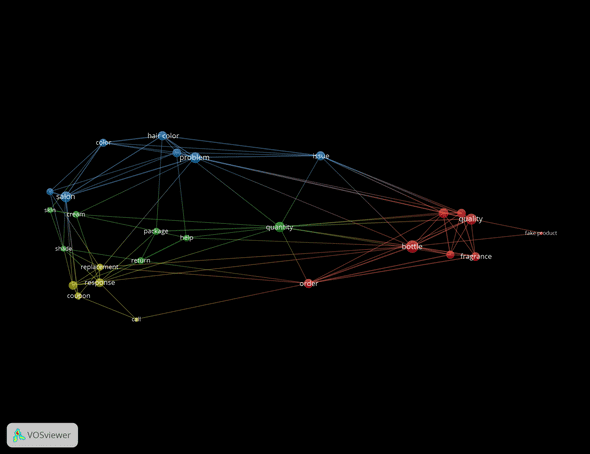 hair color
color
problem
issue
salon
skin
cream
quality
quantity
package
fake product
help
bottle
shade
fragrance
return
replacement
response
order
coupon
call
VOSviewer